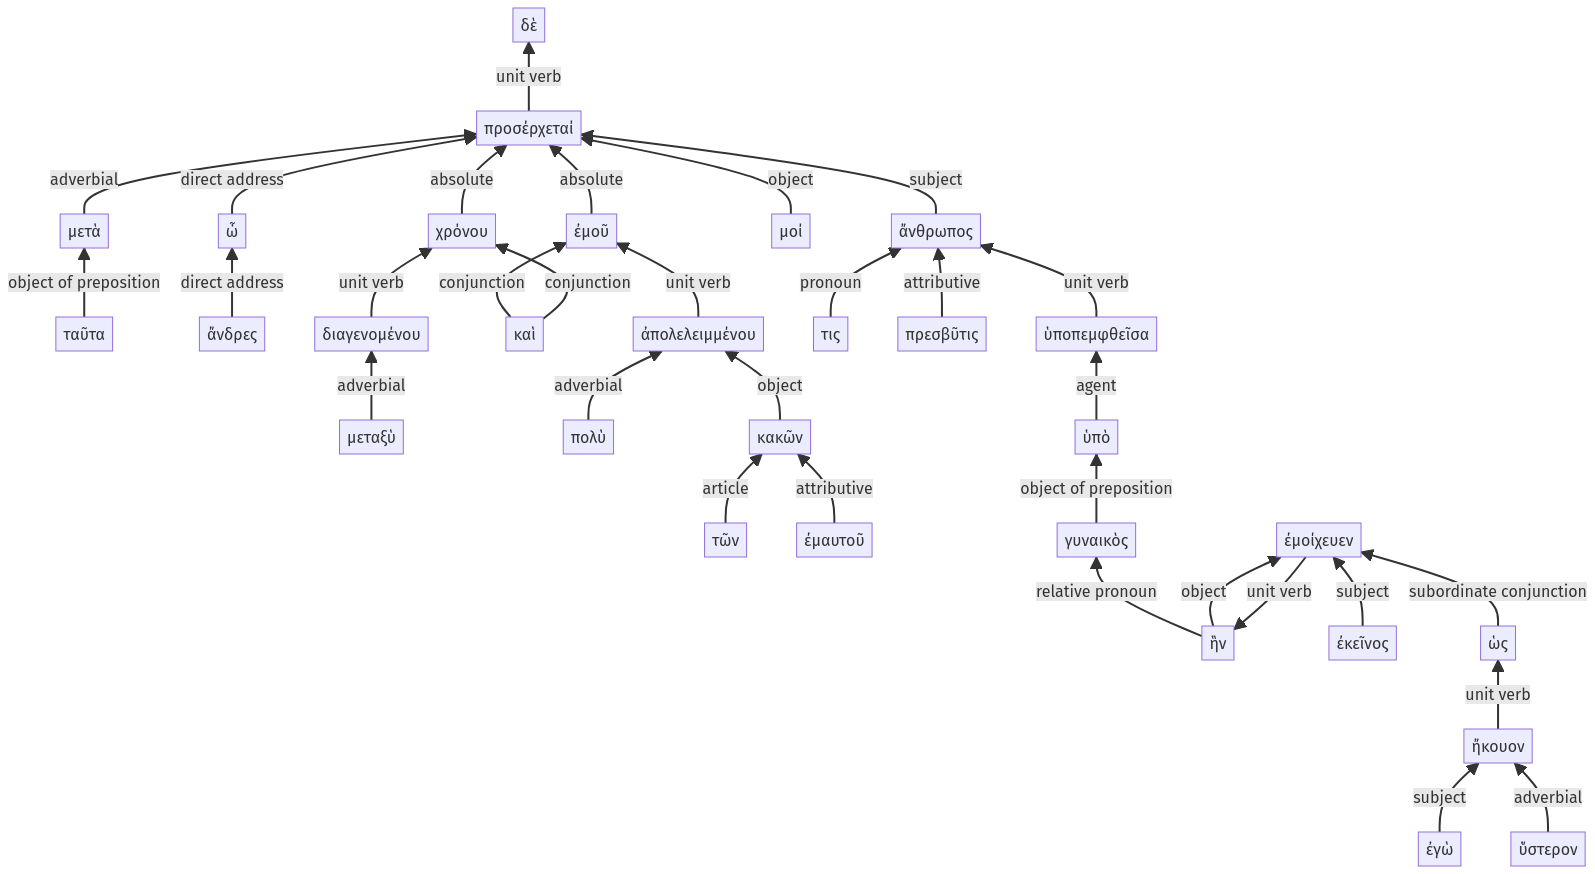 δὲ
unit verb
προσέρχεταί
adverbial direct address absolute absolute object subject
μετὰ ὦ χρόνου ἐμοῦ μοί ἄνθρωπος
object of preposition direct address unit verb conjunction conjunction unit verb pronoun attributive unit verb
ταῦτα ἄνδρες διαγενομένου καὶ ἀπολελειμμένου τις πρεσβῦτις ὑποπεμφθεῖσα
adverbial adverbial object agent
μεταξὺ πολὺ κακῶν ὑπὸ
article attributive object of preposition
τῶν ἐμαυτοῦ γυναικὸς ἐμοίχευεν
relative pronoun object unit verb subject subordinate conjunction
ἣν ἐκεῖνος ὡς
unit verb
ἤκουον
subject adverbial
ἐγὼ ὕστερον